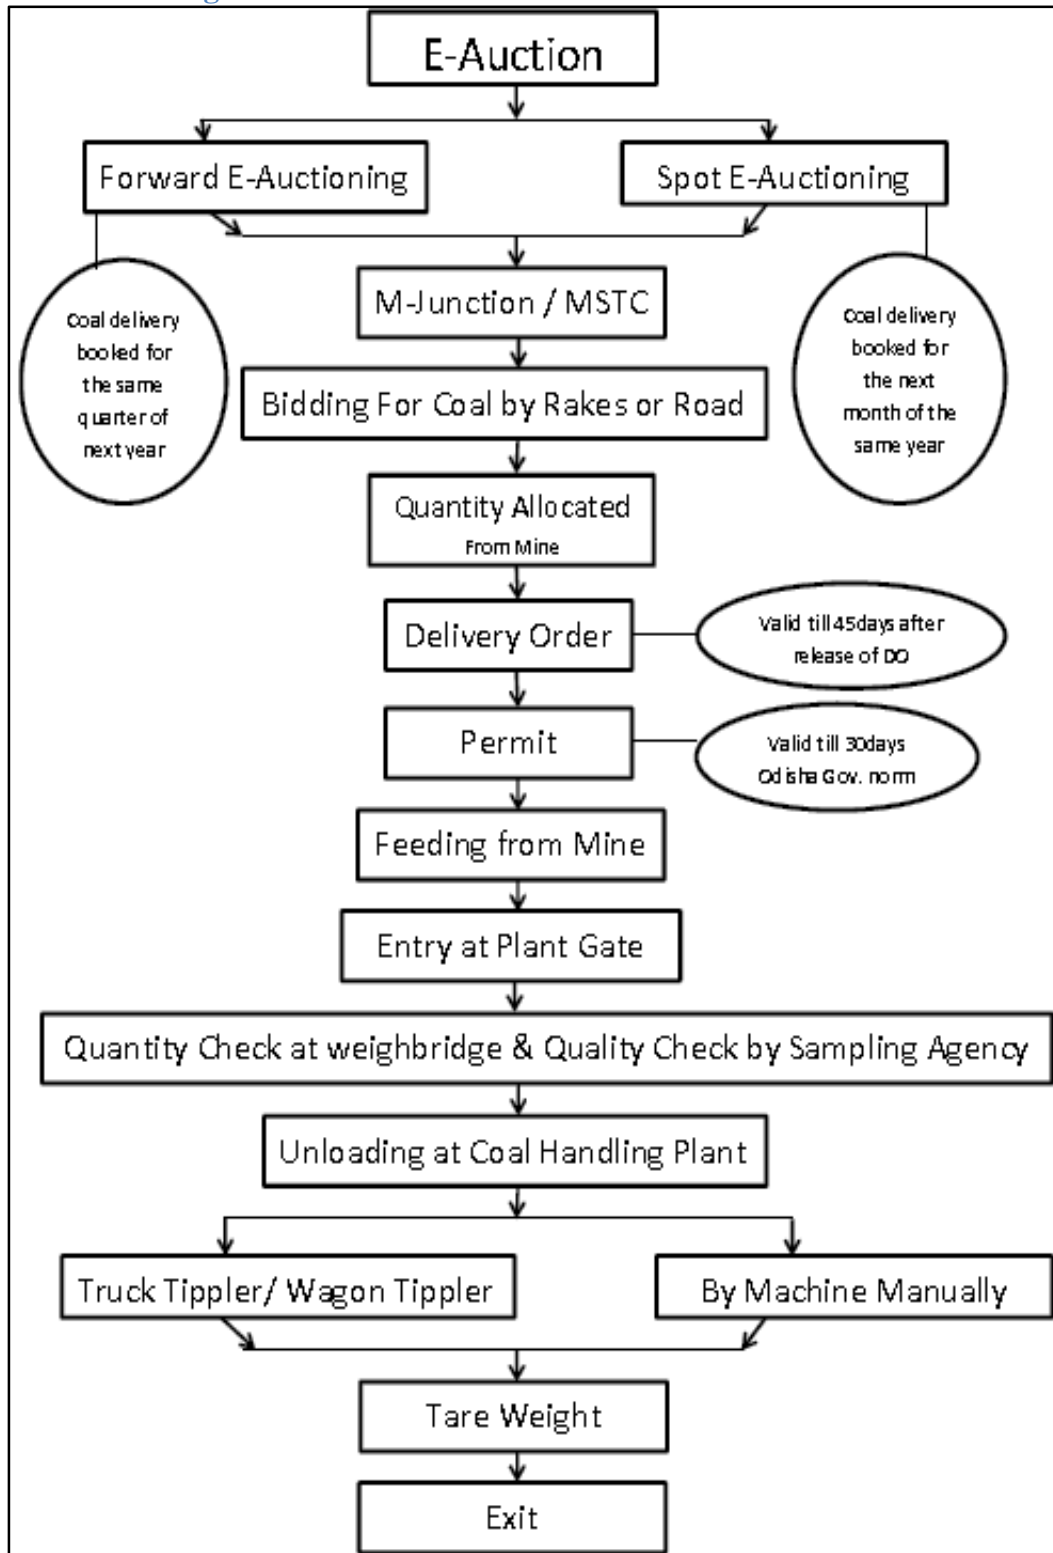 E-Auction
Forward E-Auctioning
Spot E-Auctioning
M-Junction / MSTC
Coal delivery
booked for
the same
quarter of
next year
Coal delivery
booked for
the next
month of the
same year
Bidding For Coal by Rakes or Road
Quantity Allocated
From Mine
Delivery Order
Valid till 45days after
release of DO
Permit
Valid till 30days
Odisha Gov. norm
Feeding from Mine
Entry at Plant Gate
Quantity Check at weighbridge & Quality Check by Sampling Agency
Unloading at Coal Handling Plant
Truck Tippler/ Wagon Tippler
By Machine Manually
Tare Weight
Exit